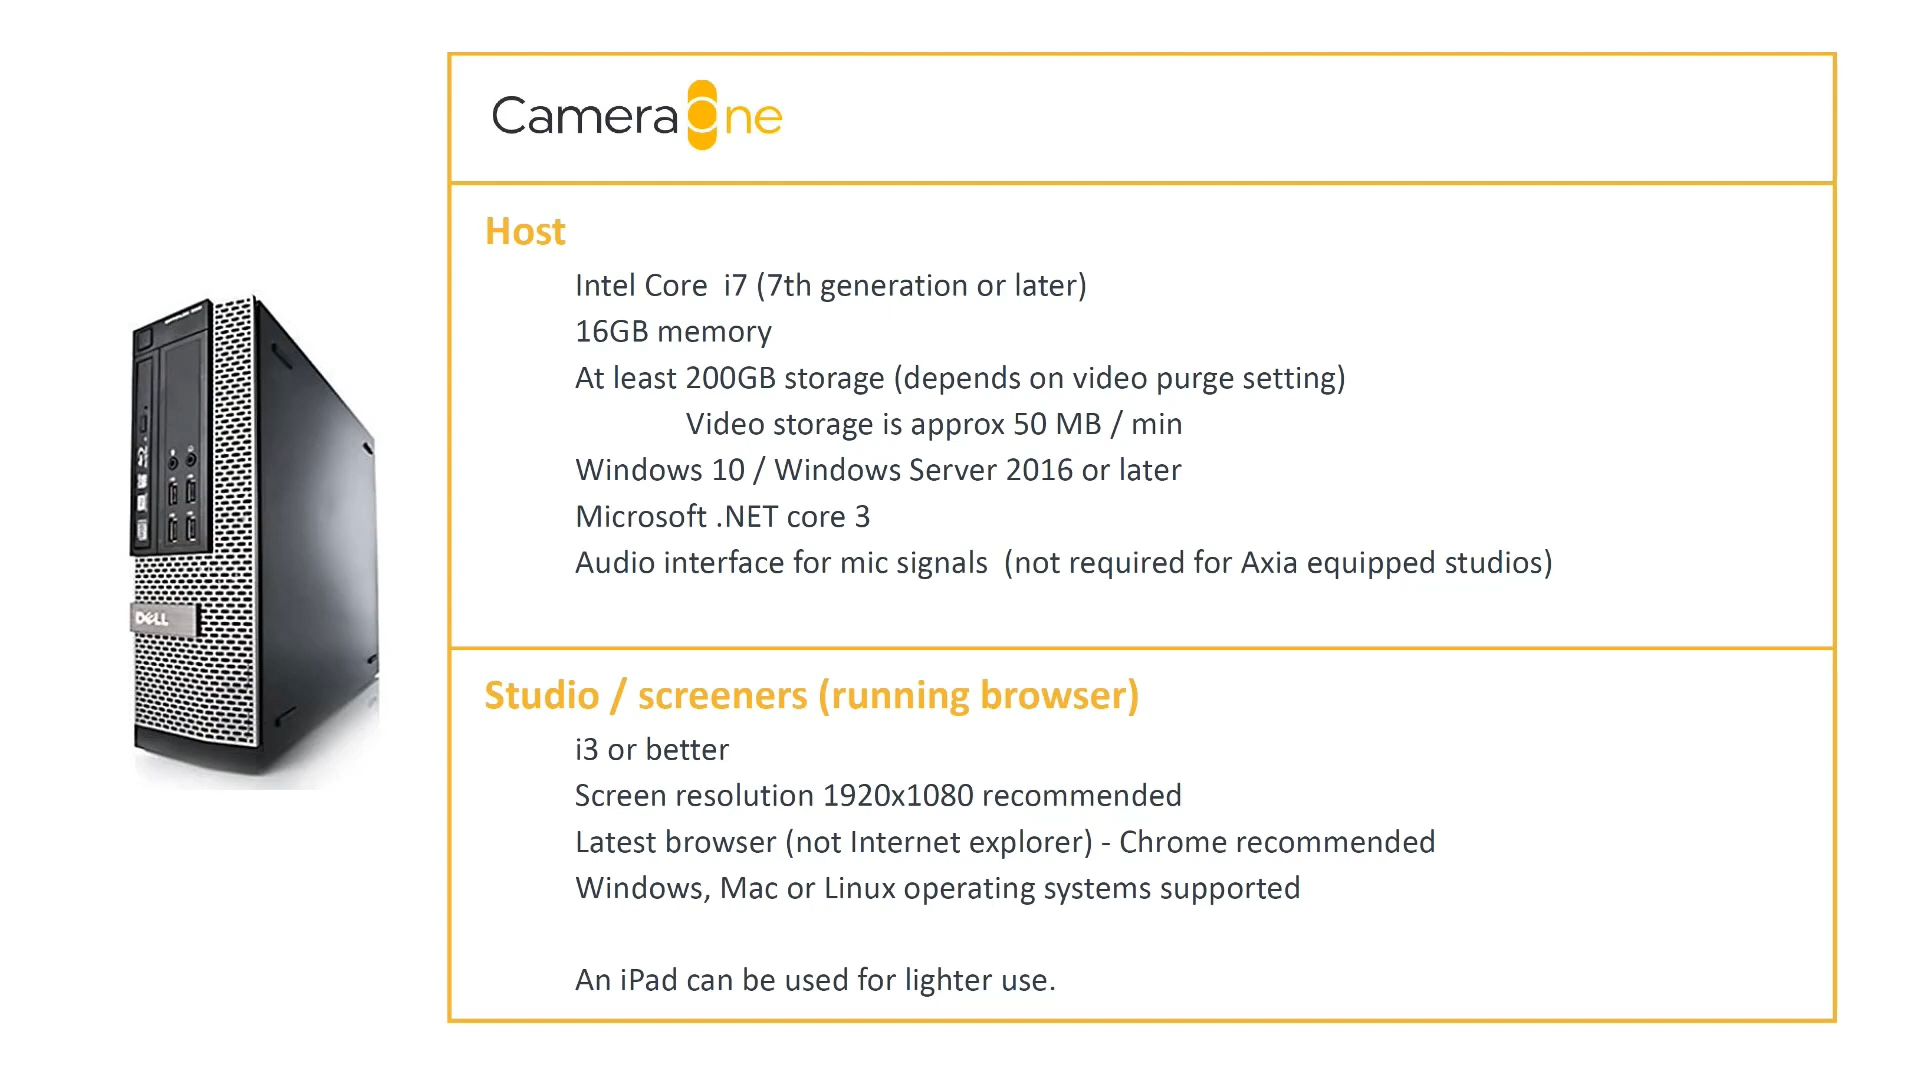 CameraOne
Host
Intel Core i7 (7th generation or later)
16GB memory
At least 200GB storage (depends on video purge setting)
Video storage is approx 50 MB / min
Windows 10 / Windows Server 2016 or later
Microsoft .NET core 3
Audio interface for mic signals (not required for Axia equipped studios)
DELL
Studio / screeners (running browser)
i3 or better
Screen resolution 1920x1080 recommended
Latest browser (not Internet explorer) - Chrome recommended
Windows, Mac or Linux operating systems supported
An iPad can be used for lighter use.